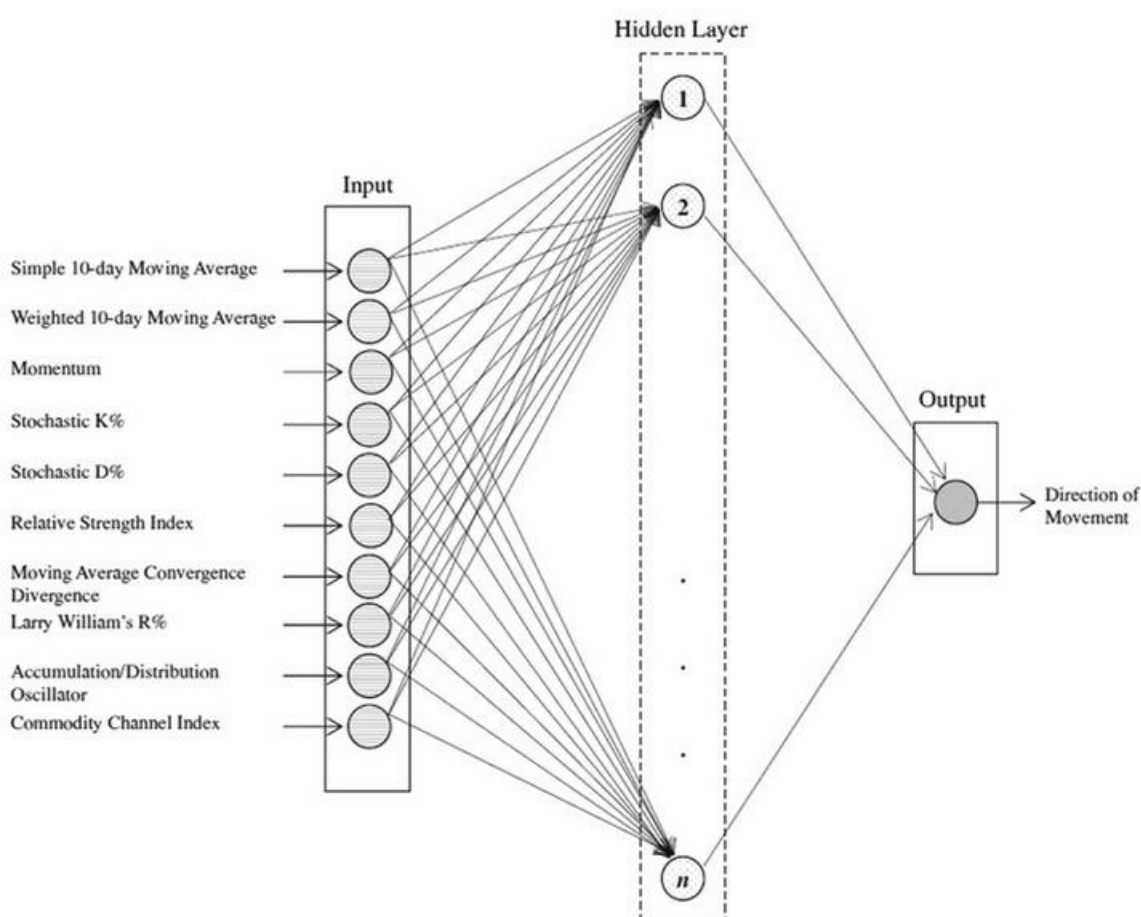 Hidden Layer
1
2
n
Input
Simple 10-day Moving Average
Weighted 10-day Moving Average
Momentum
Stochastic K%
Stochastic D%
Relative Strength Index
Moving Average Convergence
Divergence
Larry William's R%
Accumulation/Distribution
Oscillator
Commodity Channel Index
Output
Direction of
Movement